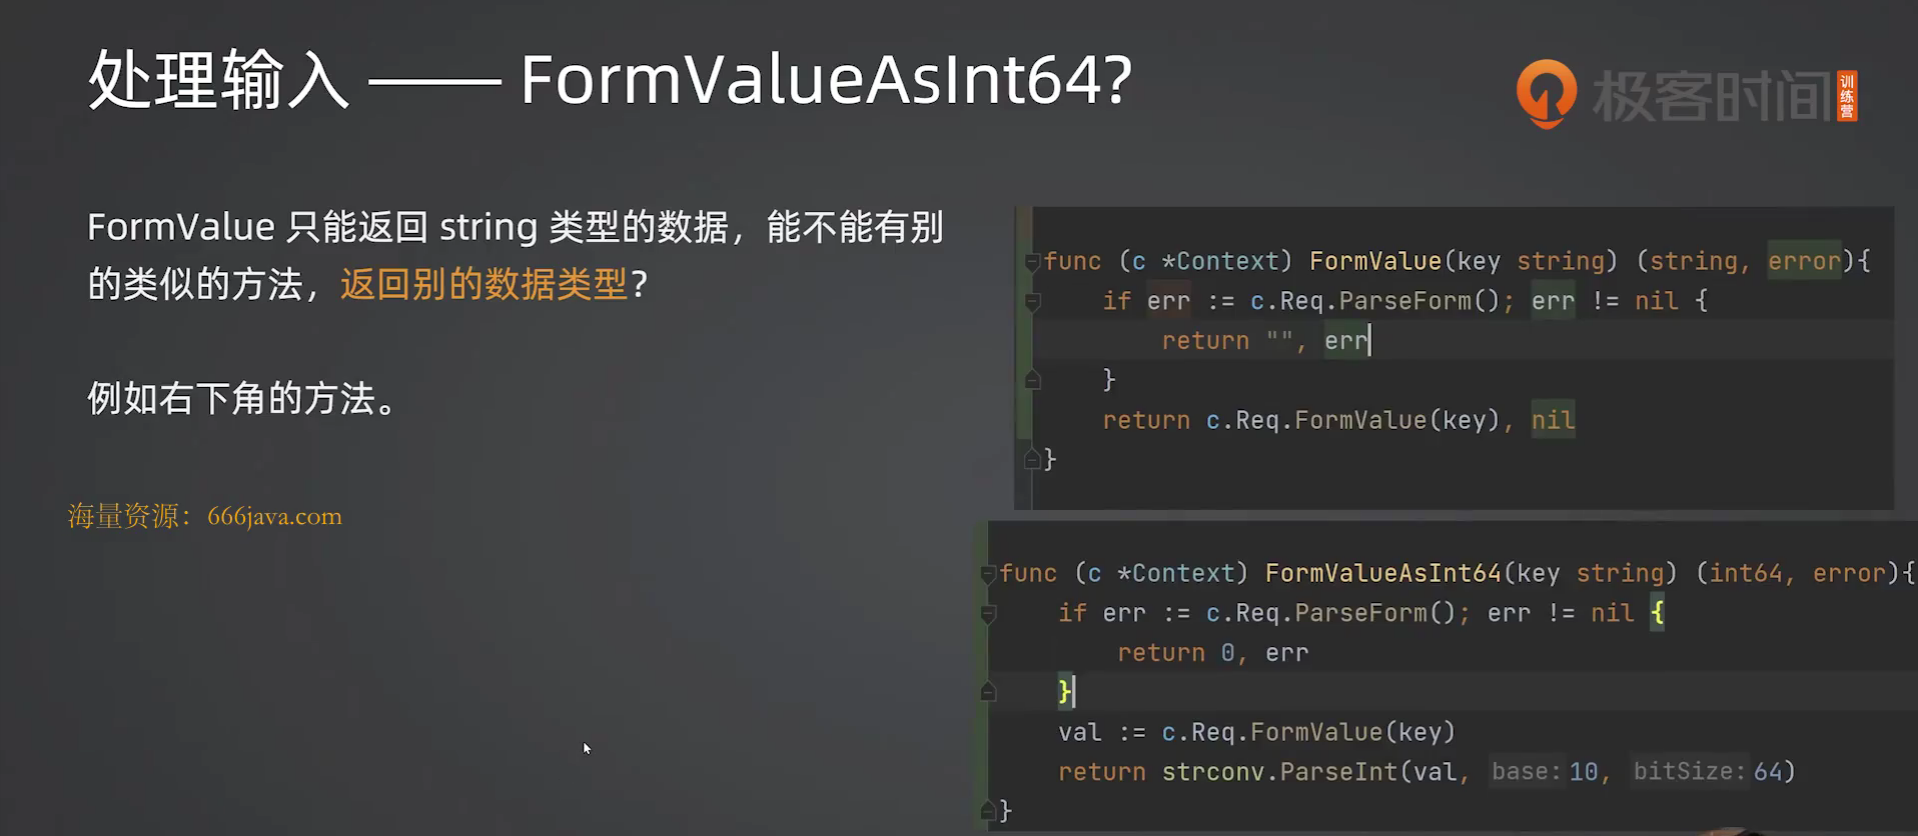 处理输入 —— FormValueAsInt64?
极客时间
训练营
FormValue 只能返回 string 类型的数据，能不能有别
的类似的方法，返回别的数据类型？
例如右下角的方法。
海量资源：666java.com
func (c *Context) FormValue(key string) (string, error){
if err := c.Req.ParseForm(); err != nil {
return "", err
}
return c.Req.FormValue(key), nil
}
func (c *Context) FormValueAsInt64(key string) (int64, error){
if err := c.Req.ParseForm(); err != nil {
return 0, err
}
val := c.Req.FormValue(key)
return strconv.ParseInt(val, base: 10, bitSize: 64)
}